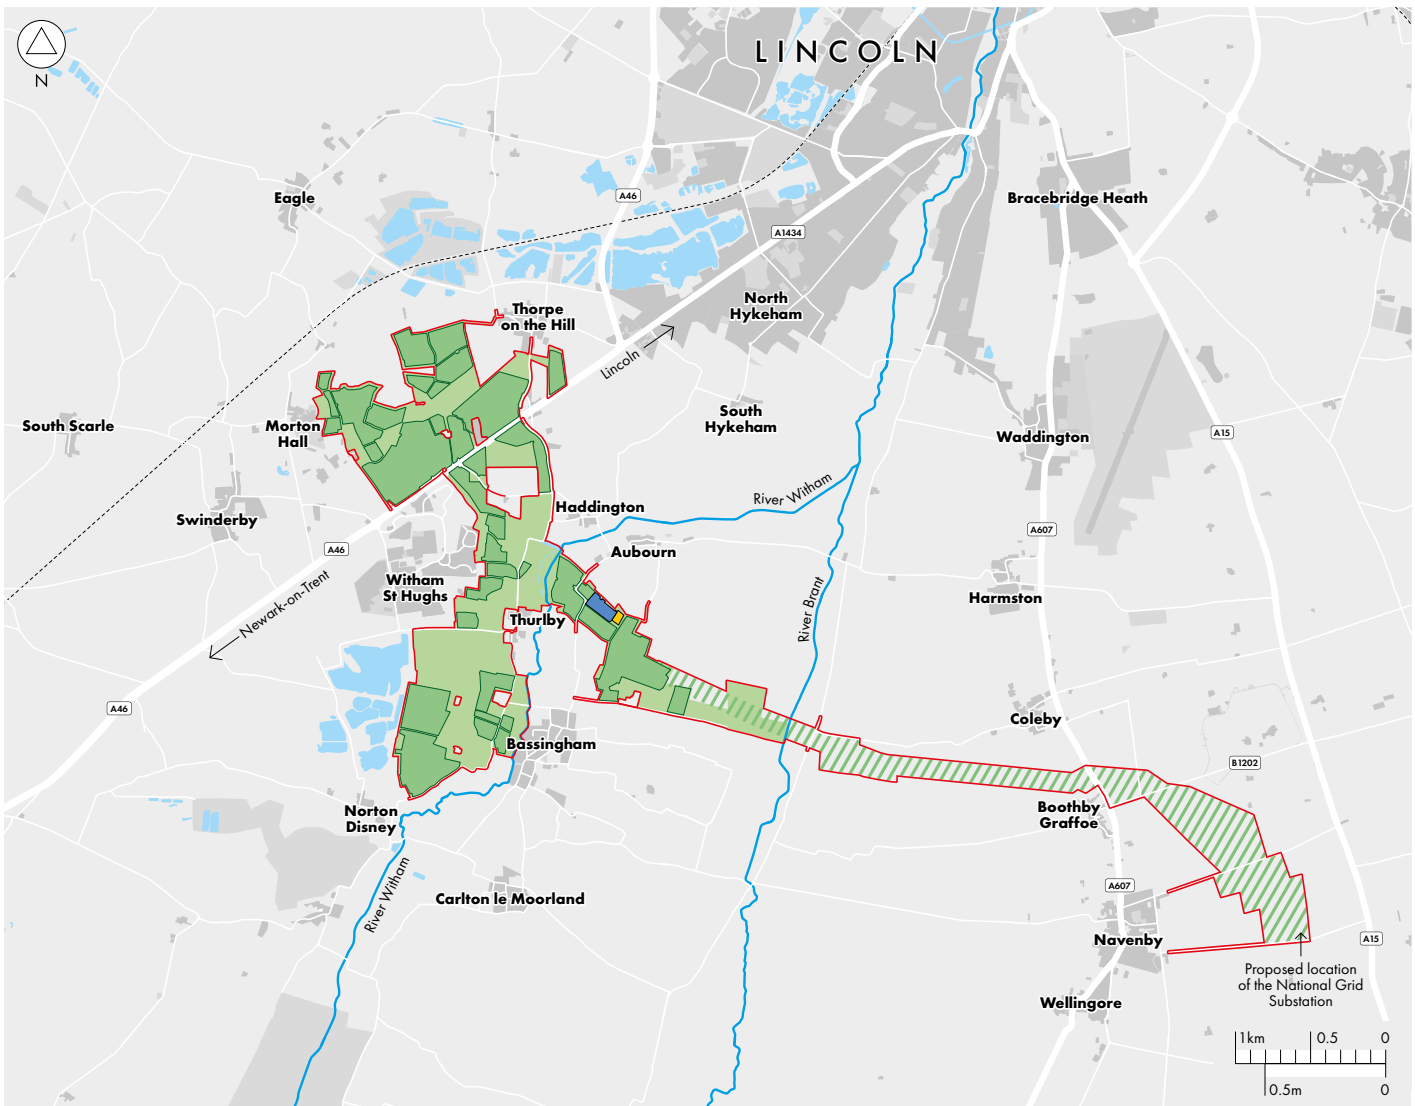 N
LINCOLN
Eagle
A46
Bracebridge Heath
A1434
Thorpe
on the Hill
North
Hykeham
Lincoln
South Scarle
Morton
Hall
South
Hykeham
Waddington
A15
River Witham
Haddington
Swinderby
A607
A46
Aubourn
Witham
St Hughs
Newark-on-Trent
Harmston
River Brant
Thurlby
A46
Coleby
Bassingham
B1202
Norton
Disney
Boothby
Graffoe
River Witham
Carlton le Moorland
A607
Navenby
A15
Proposed location
of the National Grid
Substation
Wellingore
1km 0.5 0
0.5m 0